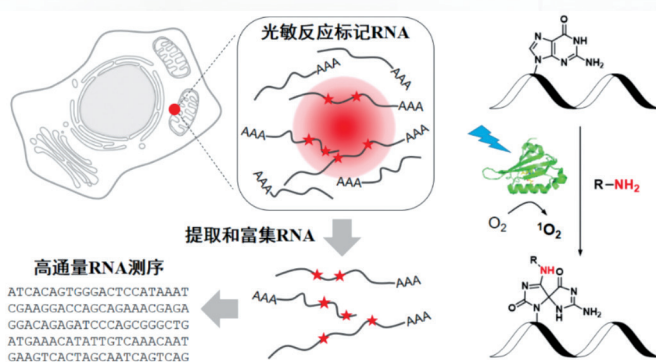 光敏反应标记RNA
AAA
AAA
AAA
AAA
AAA
AAA
提取和富集RNA
高通量RNA测序
ATCACAGTGGGACTCCATAAAT
CGAAGGACCAGCAGAAACGAGA
GGACAGAGATCCCAGCGGGCTG
ATGAAACATATTGTCAAACAAT
GAAGTCACTAGCAATCAGTCAG
AAA
AAA
AAA
O
N
NH
N
N
NH₂
R-NH₂
O₂
¹O₂
R
NH
O
N
N
O
N
N
H
NH₂